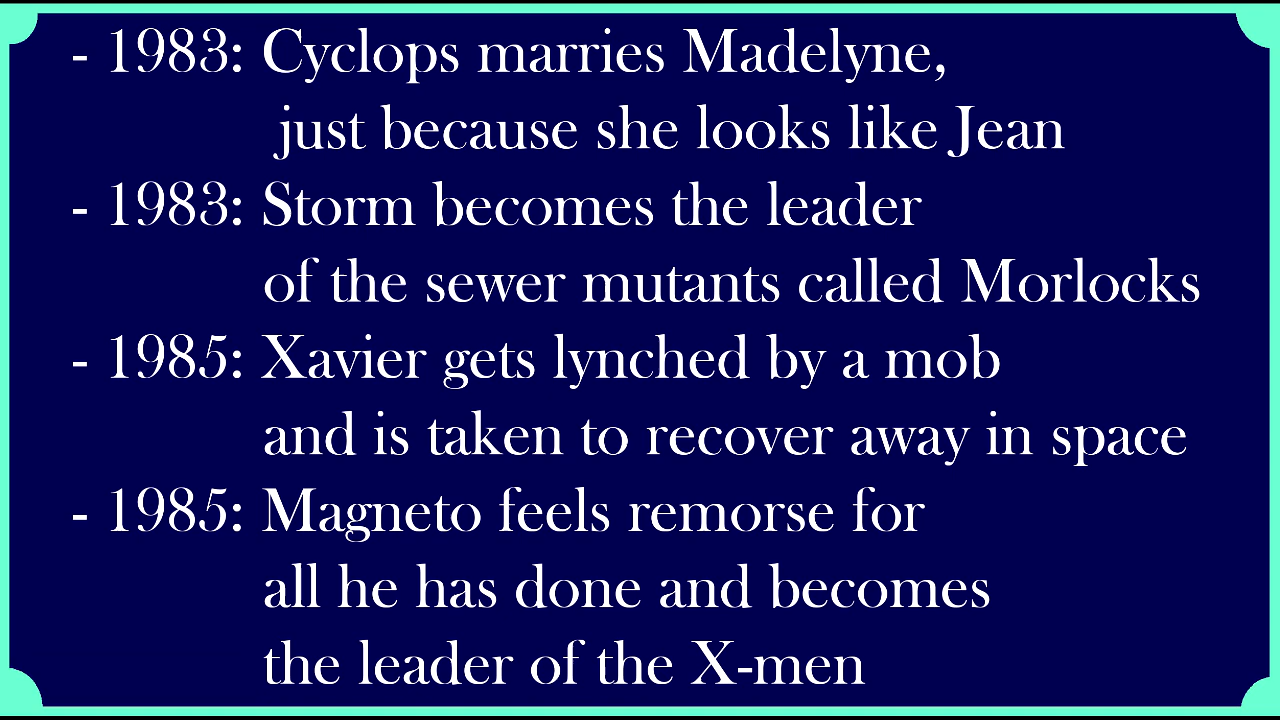 - 1983: Cyclops marries Madelyne,
just because she looks like Jean
- 1983: Storm becomes the leader
of the sewer mutants called Morlocks
- 1985: Xavier gets lynched by a mob
and is taken to recover away in space
- 1985: Magneto feels remorse for
all he has done and becomes
the leader of the X-men